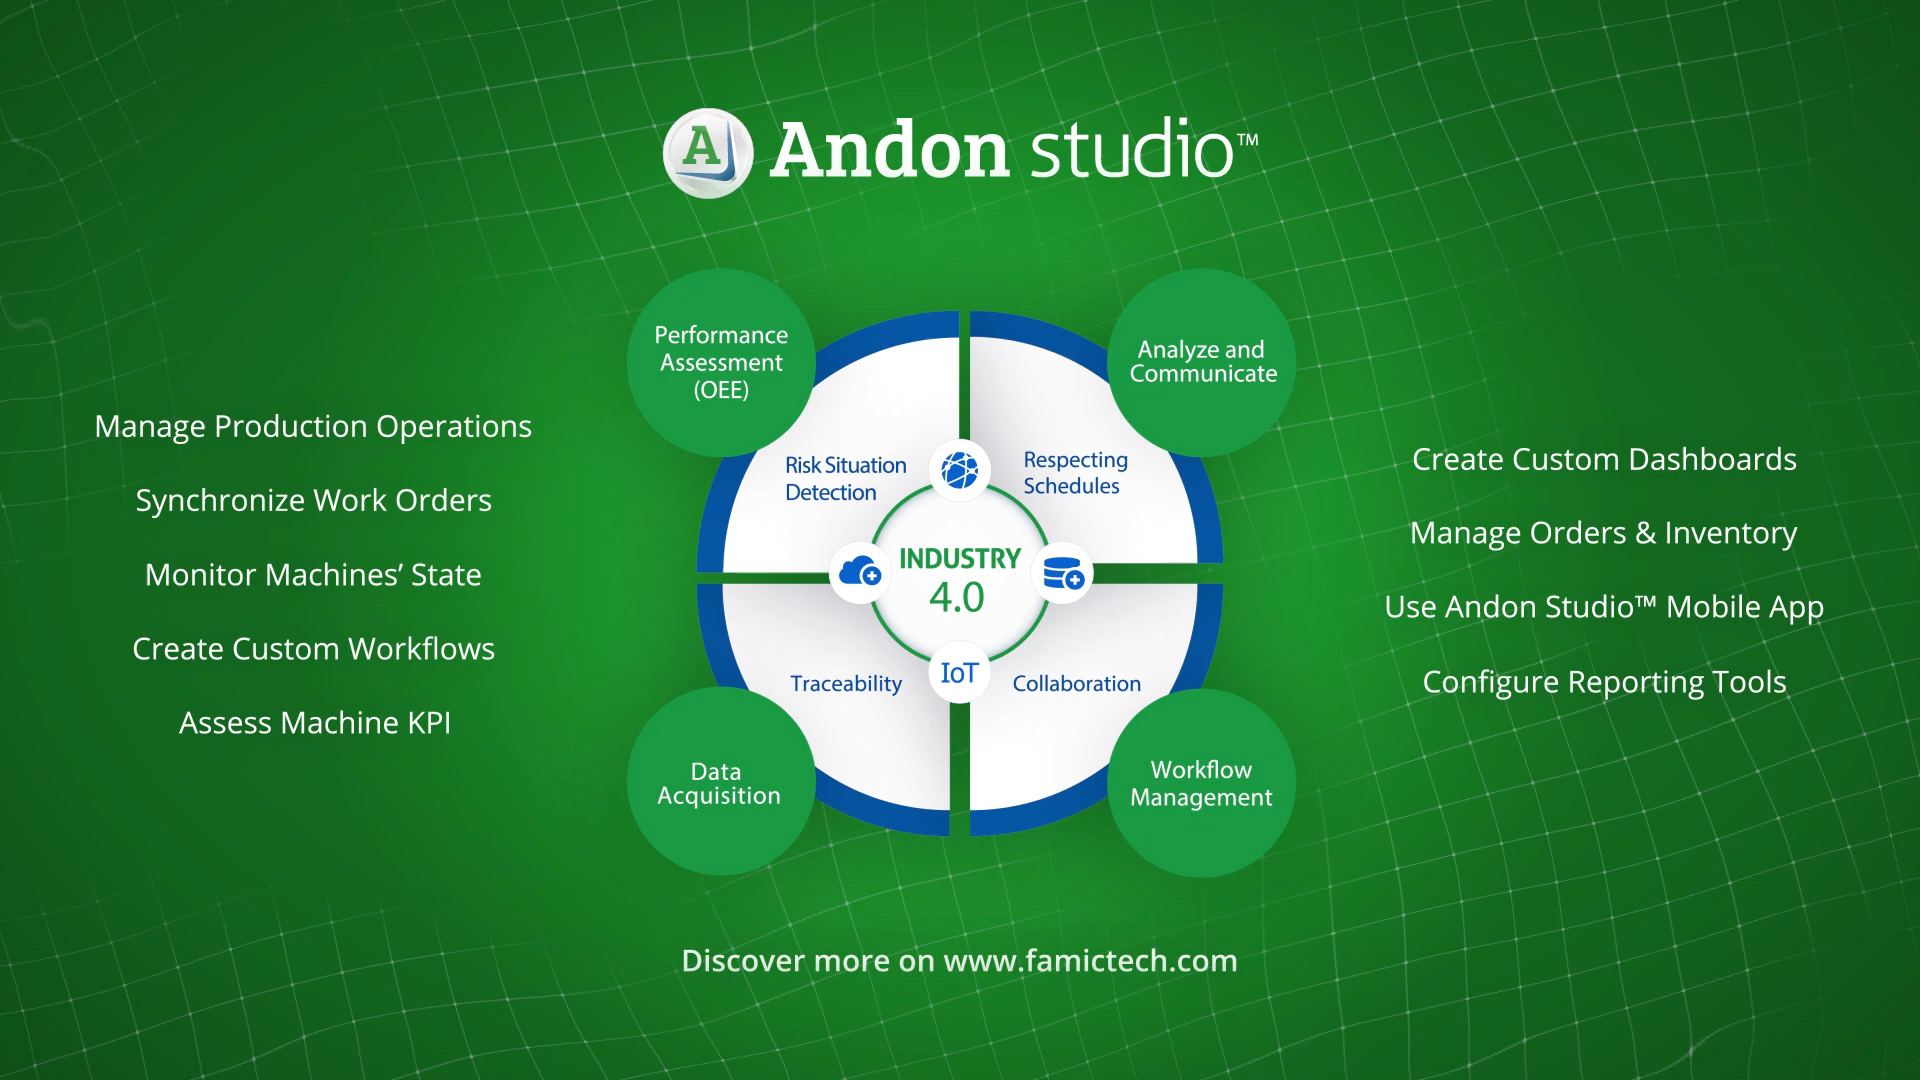 A Andon studio™
Performance
Assessment
(OEE)
Analyze and
Communicate
Manage Production Operations
Synchronize Work Orders
Monitor Machines’ State
Create Custom Workflows
Assess Machine KPI
Risk Situation
Detection
Respecting
Schedules
INDUSTRY
4.0
IoT
Traceability
Collaboration
Data
Acquisition
Workflow
Management
Create Custom Dashboards
Manage Orders & Inventory
Use Andon Studio™ Mobile App
Configure Reporting Tools
Discover more on www.famictech.com